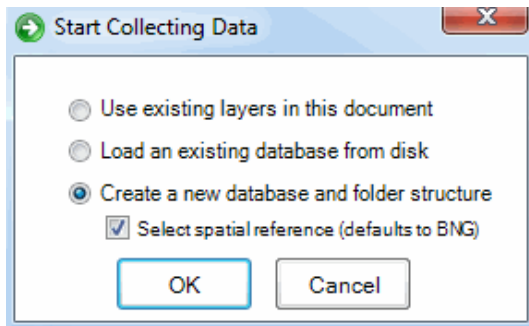 Start Collecting Data
Use existing layers in this document
Load an existing database from disk
Create a new database and folder structure
Select spatial reference (defaults to BNG)
OK Cancel